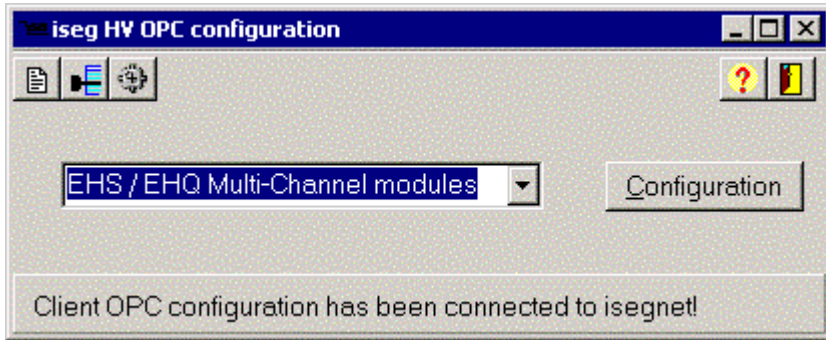 iseg HV OPC configuration
?
EHS / EHQ Multi-Channel modules
Configuration
Client OPC configuration has been connected to isegnet!